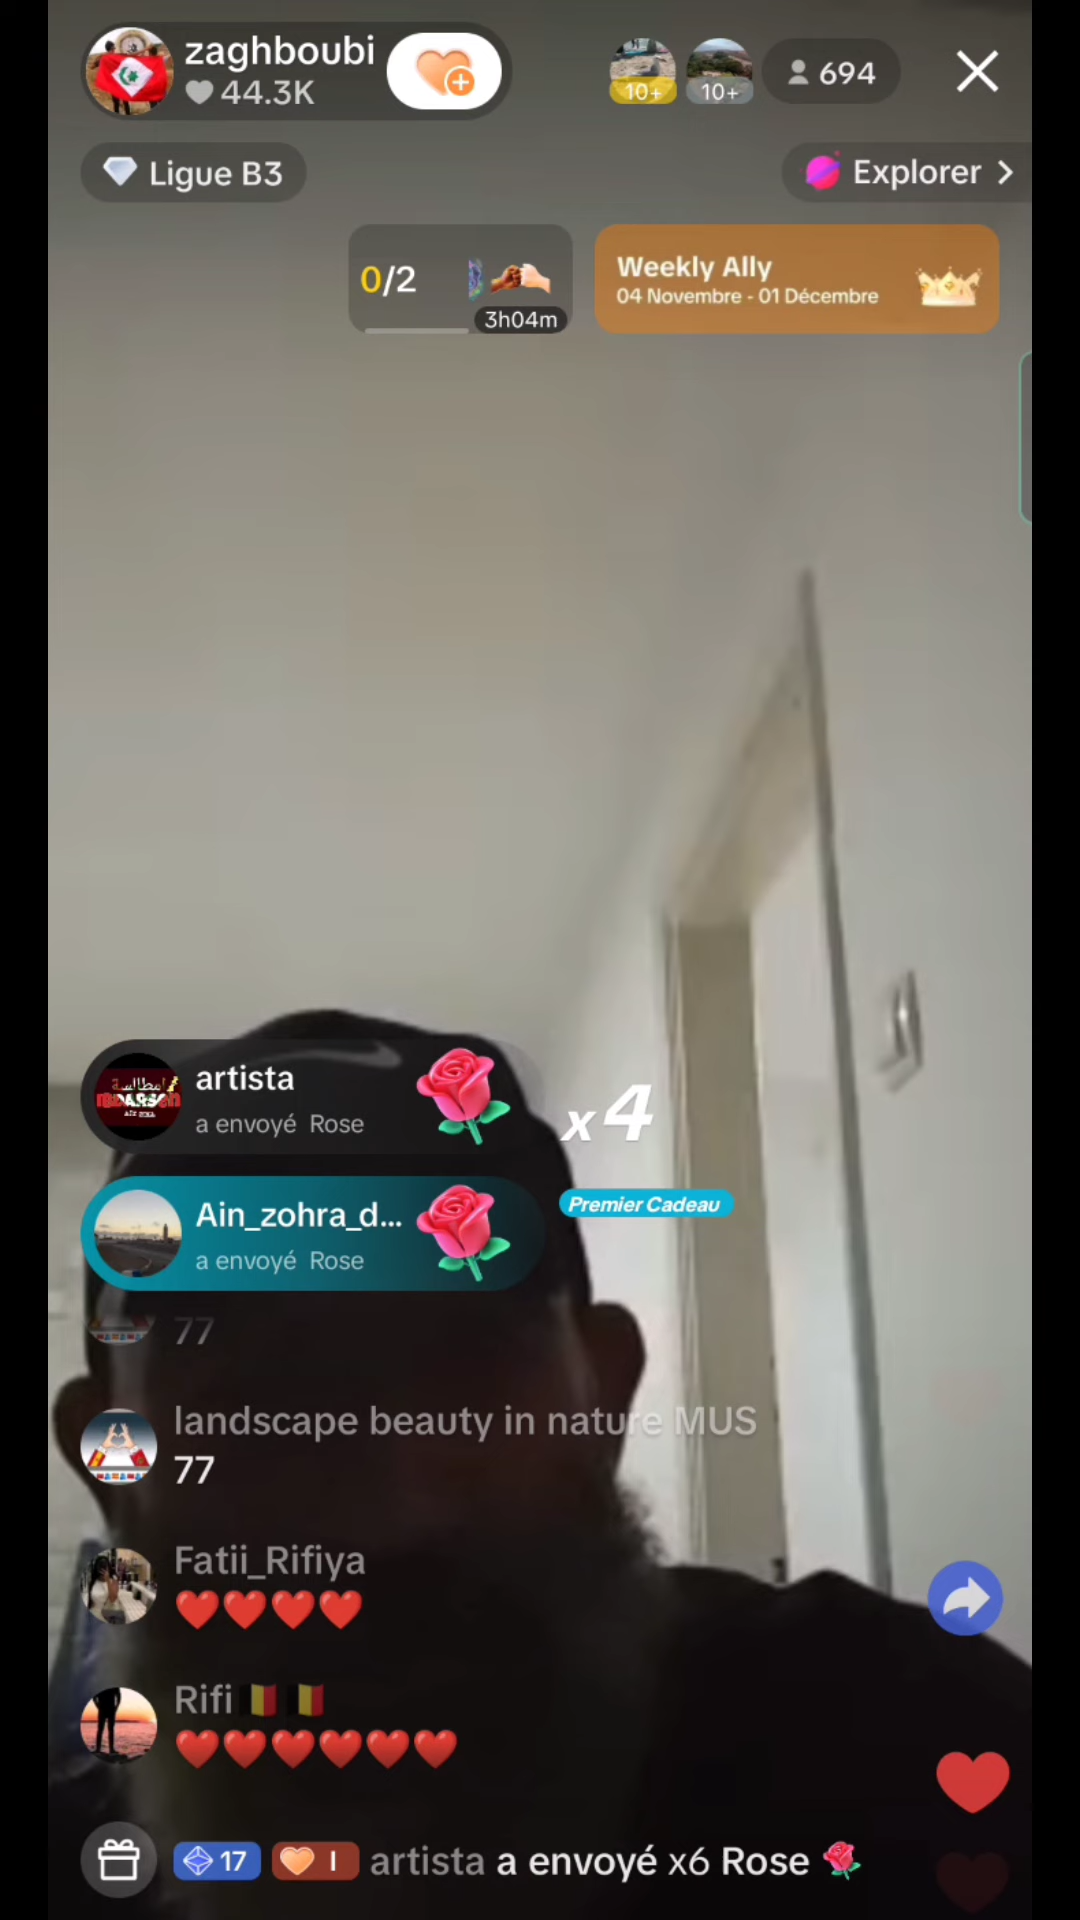 zaghboubi
44.3K
10+
10+
694
Ligue B3
Explorer
0/2
3h04m
Weekly Ally
04 Novembre - 01 Décembre
artista
a envoyé Rose
x4
Ain_zohra_d...
a envoyé Rose
Premier Cadeau
77
landscape beauty in nature MUS
77
Fatii_Rifiya
❤️❤️❤️❤️
Rifi🇧🇪🇧🇪
❤️❤️❤️❤️❤️❤️
17 I artista a envoyé x6 Rose 🌹